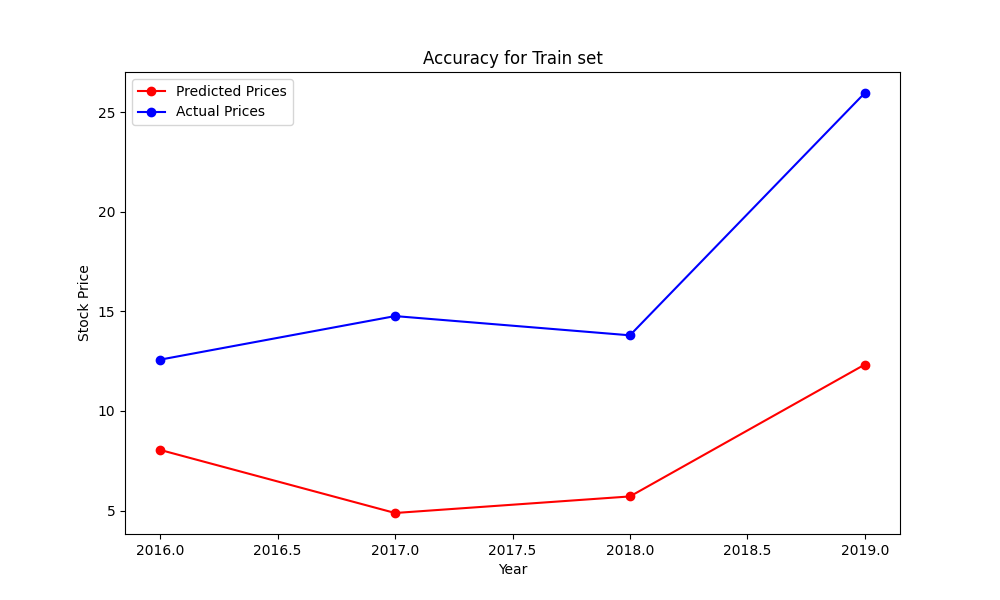 Accuracy for Train set
Predicted Prices
Actual Prices
25
20
15
10
5
Stock Price
2016.0 2016.5 2017.0 2017.5 2018.0 2018.5 2019.0
Year